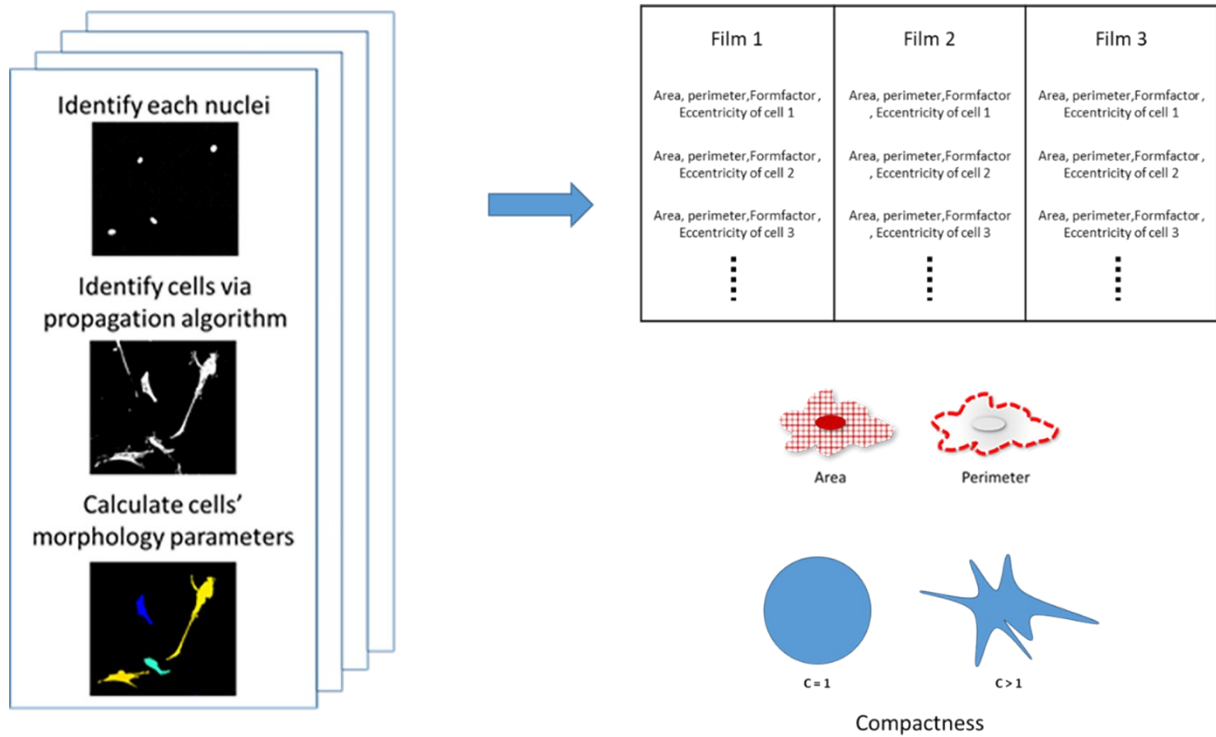 Identify each nuclei
Identify cells via
propagation algorithm
Calculate cells'
morphology parameters
Film 1
Area, perimeter,Formfactor ,
Eccentricity of cell 1
Area, perimeter,Formfactor ,
Eccentricity of cell 2
Area, perimeter,Formfactor ,
Eccentricity of cell 3
Film 2
Area, perimeter,Formfactor
, Eccentricity of cell 1
Area, perimeter,Formfactor
, Eccentricity of cell 2
Area, perimeter,Formfactor
, Eccentricity of cell 3
Film 3
Area, perimeter,Formfactor ,
Eccentricity of cell 1
Area, perimeter,Formfactor ,
Eccentricity of cell 2
Area, perimeter,Formfactor ,
Eccentricity of cell 3
Area
Perimeter
C = 1
C > 1
Compactness